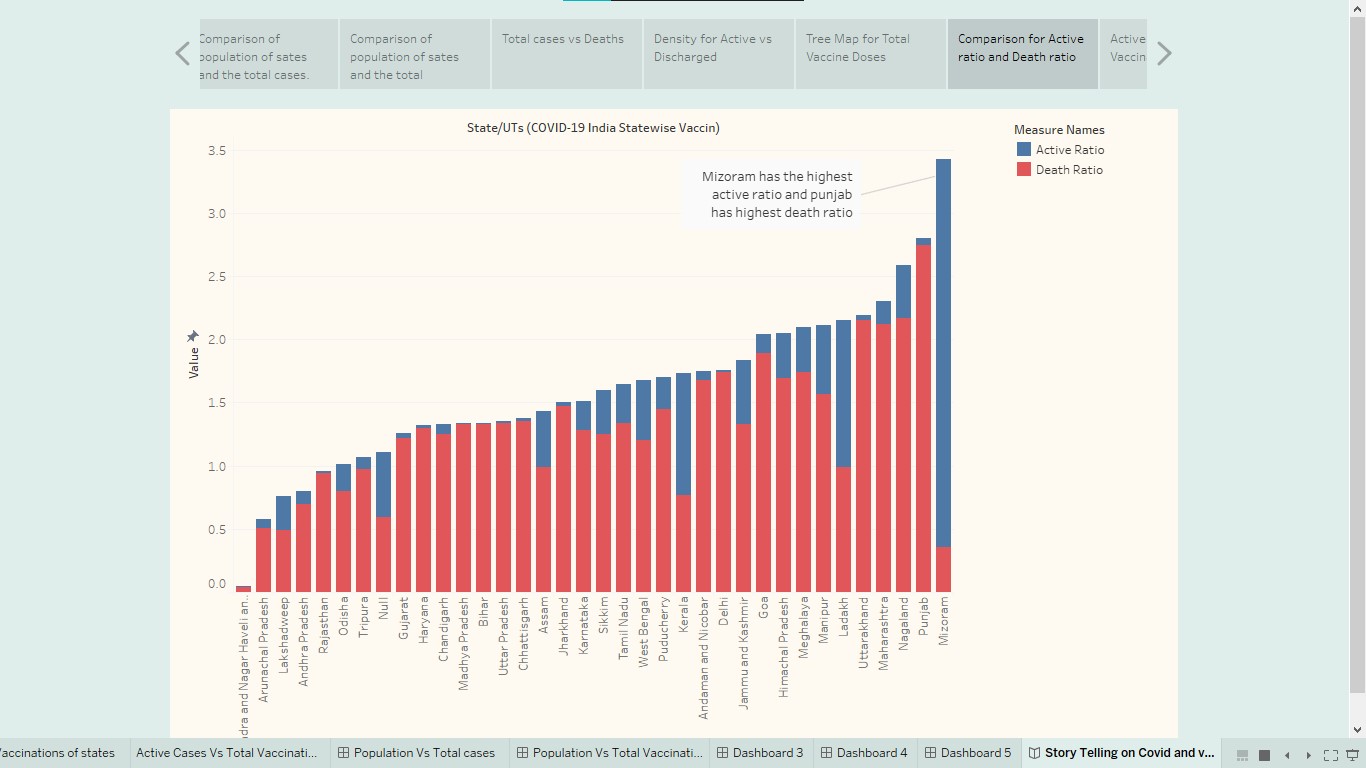 Comparison of
population of sates
and the total cases.
Comparison of
population of sates
and the total
Total cases vs Deaths
Density for Active vs
Discharged
Tree Map for Total
Vaccine Doses
Comparison for Active
ratio and Death ratio
Active
Vaccin
State/UTs (COVID-19 India Statewise Vaccin)
Measure Names
Active Ratio
Death Ratio
Mizoram has the highest
active ratio and punjab
has highest death ratio
Value
3.5
3.0
2.5
2.0
1.5
1.0
0.5
0.0
dra and Nagar Haveli an..
Arunachal Pradesh
Lakshadweep
Andhra Pradesh
Rajasthan
Odisha
Tripura
Null
Gujarat
Haryana
Chandigarh
Madhya Pradesh
Bihar
Uttar Pradesh
Chhattisgarh
Assam
Jharkhand
Karnataka
Sikkim
Tamil Nadu
West Bengal
Puducherry
Kerala
Andaman and Nicobar
Delhi
Jammu and Kashmir
Goa
Himachal Pradesh
Meghalaya
Manipur
Ladakh
Uttarakhand
Maharashtra
Nagaland
Punjab
Mizoram
accinations of states
Active Cases Vs Total Vaccinati...
Population Vs Total cases
Population Vs Total Vaccinati...
Dashboard 3
Dashboard 4
Dashboard 5
Story Telling on Covid and v...